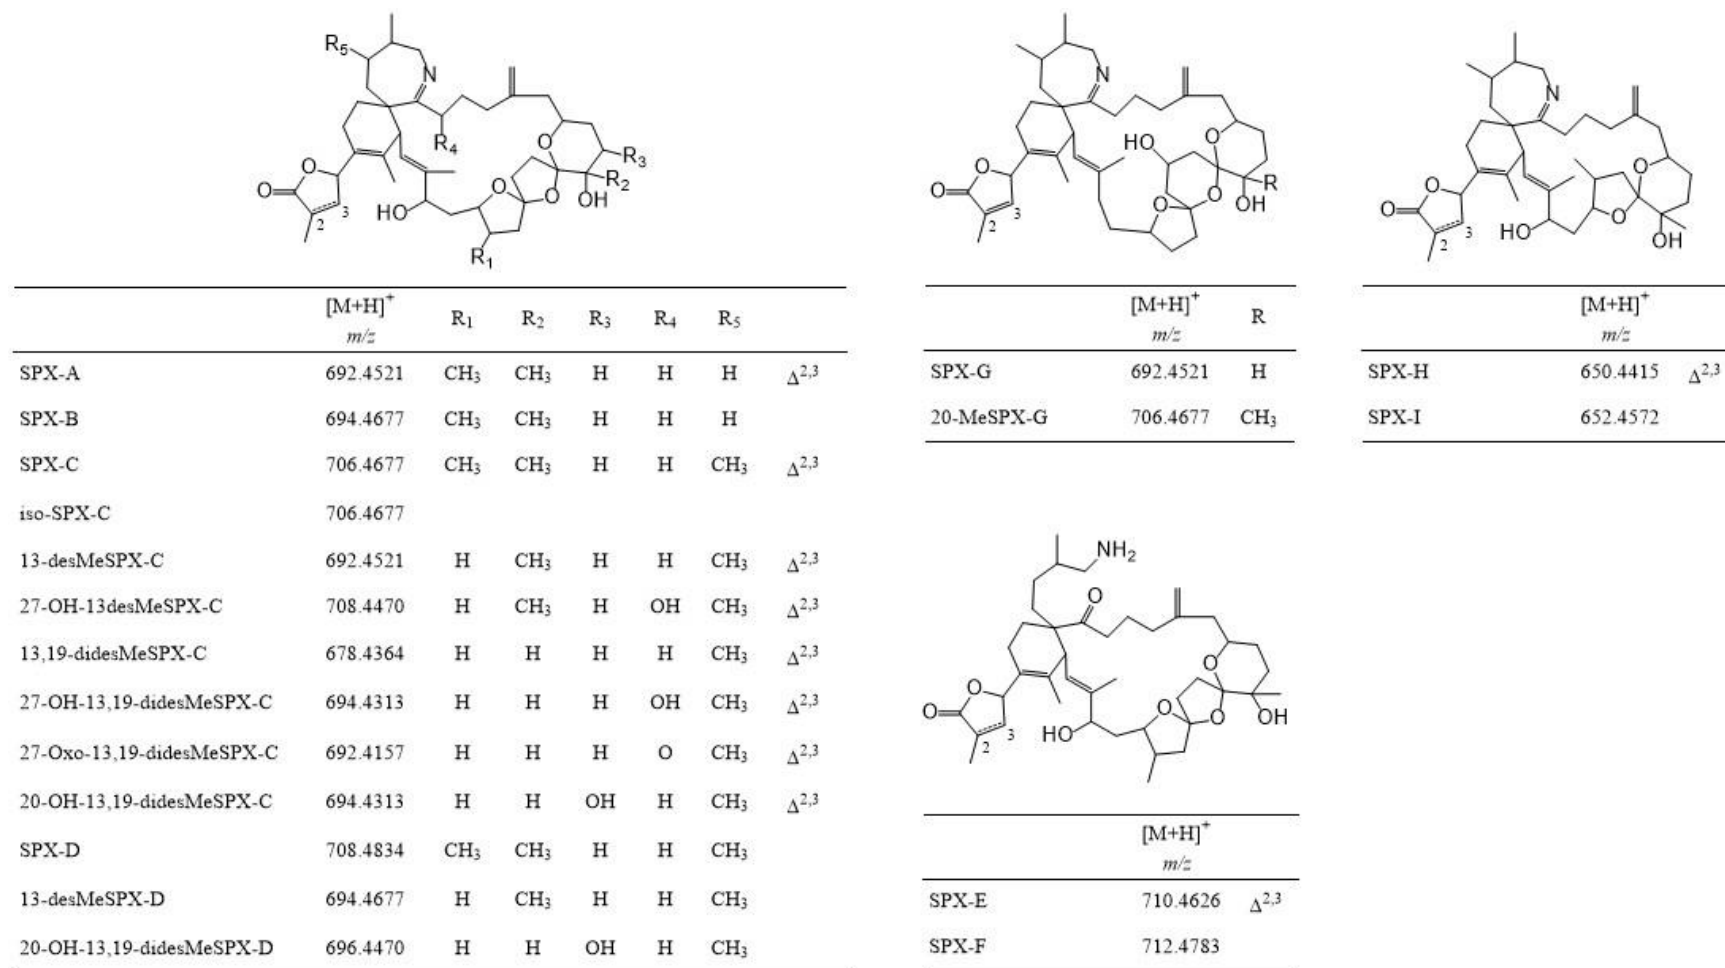 R5
N
R4
R3
O
R2
O
O
O
OH
O
O
3
HO
2
R1
[M+H]+
m/z
R1 R2 R3 R4 R5
SPX-A 692.4521 CH3 CH3 H H H Δ2,3
SPX-B 694.4677 CH3 CH3 H H H
SPX-C 706.4677 CH3 CH3 H H CH3 Δ2,3
iso-SPX-C 706.4677
13-desMeSPX-C 692.4521 H CH3 H H CH3 Δ2,3
27-OH-13desMeSPX-C 708.4470 H CH3 H OH CH3 Δ2,3
13,19-didesMeSPX-C 678.4364 H H H H CH3 Δ2,3
27-OH-13,19-didesMeSPX-C 694.4313 H H H OH CH3 Δ2,3
27-Oxo-13,19-didesMeSPX-C 692.4157 H H H O CH3 Δ2,3
20-OH-13,19-didesMeSPX-C 694.4313 H H OH H CH3 Δ2,3
SPX-D 708.4834 CH3 CH3 H H CH3
13-desMeSPX-D 694.4677 H CH3 H H CH3
20-OH-13,19-didesMeSPX-D 696.4470 H H OH H CH3
N
HO
O
O
R
O
O
O
OH
3
2
[M+H]+
m/z
R
SPX-G 692.4521 H
20-MeSPX-G 706.4677 CH3
N
O
O
O
O
HO
3
2
OH
[M+H]+
m/z
SPX-H 650.4415 Δ2,3
SPX-I 652.4572
NH2
O
O
O
O
O
O
OH
HO
3
2
[M+H]+
m/z
SPX-E 710.4626 Δ2,3
SPX-F 712.4783